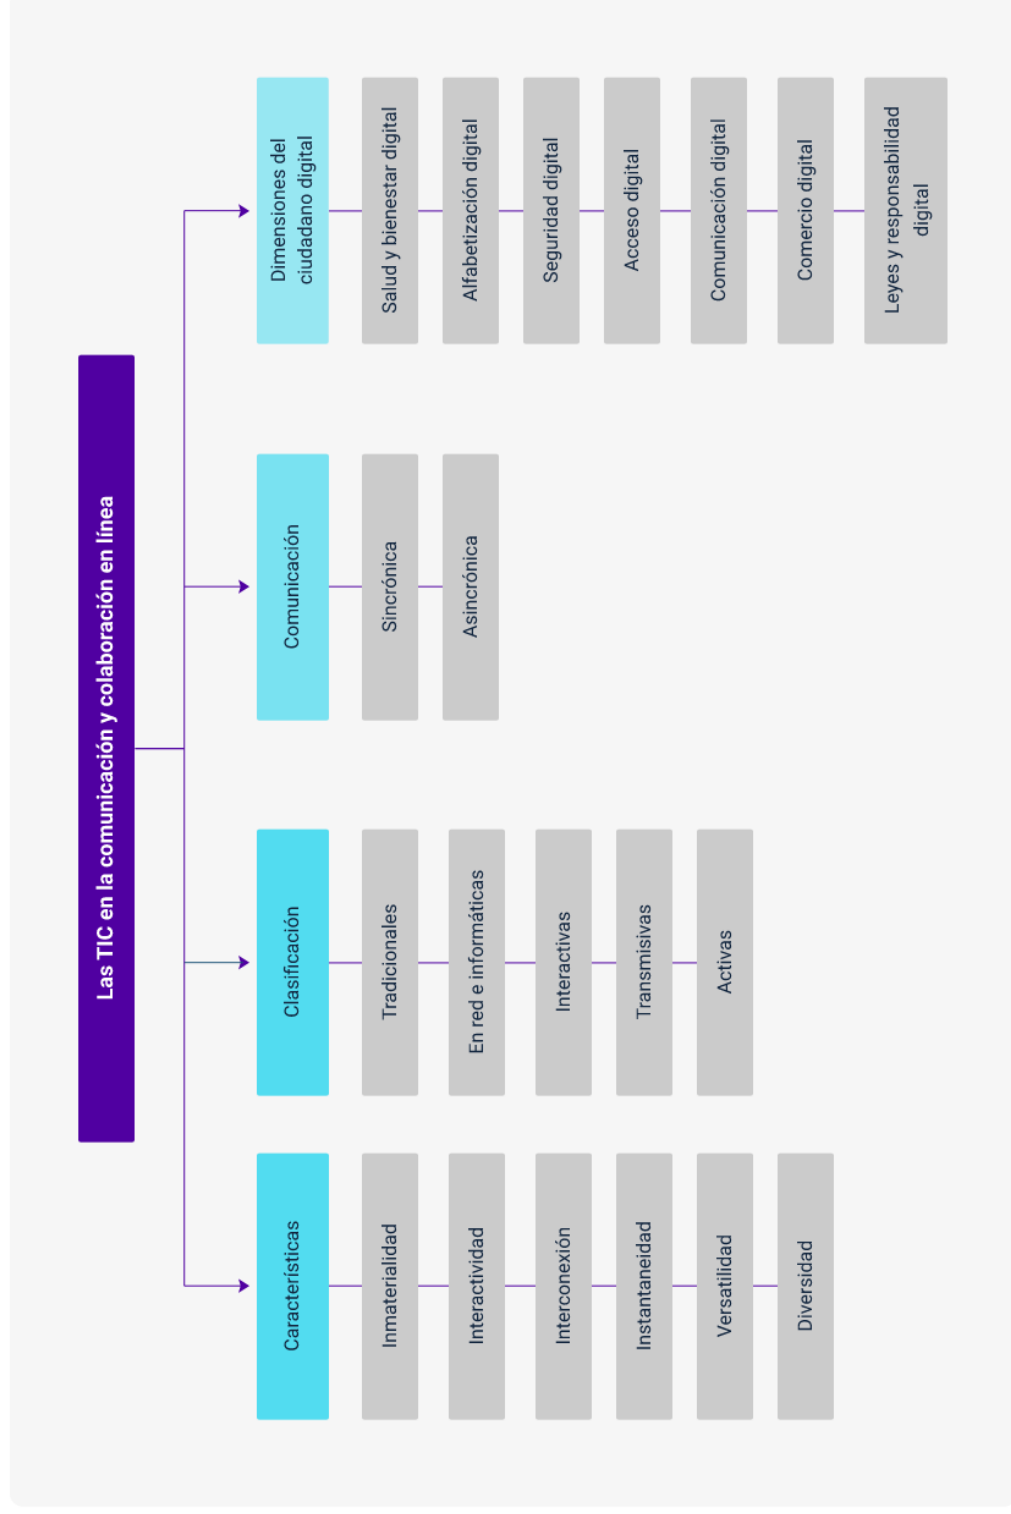 Las TIC en la comunicación y colaboración en línea
Características
Inmaterialidad
Interactividad
Interconexión
Instantaneidad
Versatilidad
Diversidad
Clasificación
Tradicionales
En red e informáticas
Interactivas
Transmisivas
Activas
Comunicación
Sincrónica
Asincrónica
Dimensiones del
ciudadano digital
Salud y bienestar digital
Alfabetización digital
Seguridad digital
Acceso digital
Comunicación digital
Comercio digital
Leyes y responsabilidad
digital